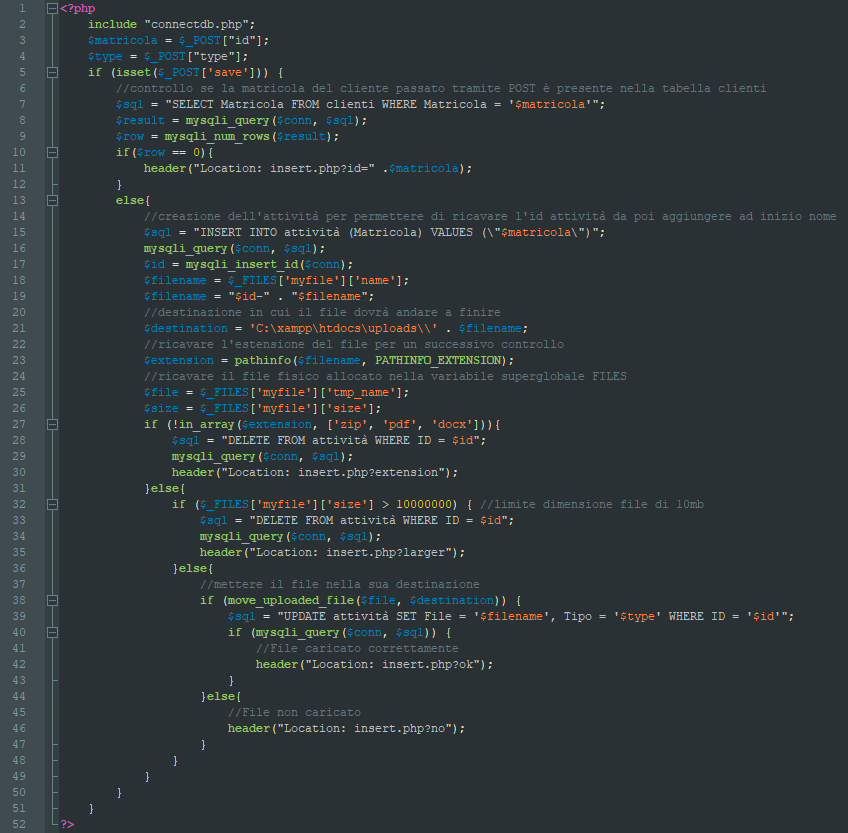 1 <?php
2 include "connectdb.php";
3 $matricola = $_POST["id"];
4 $type = $_POST["type"];
5 if (isset($_POST['save'])) {
6 //controllo se la matricola del cliente passato tramite POST è presente nella tabella clienti
7 $sql = "SELECT Matricola FROM clienti WHERE Matricola = '$matricola'";
8 $result = mysqli_query($conn, $sql);
9 $row = mysqli_num_rows($result);
10 if($row == 0){
11 header("Location: insert.php?id=" .$matricola);
12 }
13 else{
14 //creazione dell'attività per permettere di ricavare l'id attività da poi aggiungere ad inizio nome
15 $sql = "INSERT INTO attività (Matricola) VALUES (\"$matricola\")";
16 mysqli_query($conn, $sql);
17 $id = mysqli_insert_id($conn);
18 $filename = $_FILES['myfile']['name'];
19 $filename = "$id-" . "$filename";
20 //destinazione in cui il file dovrà andare a finire
21 $destination = 'C:\xampp\htdocs\uploads\\' . $filename;
22 //ricavare l'estensione del file per un successivo controllo
23 $extension = pathinfo($filename, PATHINFO_EXTENSION);
24 //ricavare il file fisico allocato nella variabile superglobale FILES
25 $file = $_FILES['myfile']['tmp_name'];
26 $size = $_FILES['myfile']['size'];
27 if (!in_array($extension, ['zip', 'pdf', 'docx'])){
28 $sql = "DELETE FROM attività WHERE ID = $id";
29 mysqli_query($conn, $sql);
30 header("Location: insert.php?extension");
31 }else{
32 if ($_FILES['myfile']['size'] > 10000000) { //limite dimensione file di 10mb
33 $sql = "DELETE FROM attività WHERE ID = $id";
34 mysqli_query($conn, $sql);
35 header("Location: insert.php?larger");
36 }else{
37 //mettere il file nella sua destinazione
38 if (move_uploaded_file($file, $destination)) {
39 $sql = "UPDATE attività SET File = '$filename', Tipo = '$type' WHERE ID = '$id'";
40 if (mysqli_query($conn, $sql)) {
41 //File caricato correttamente
42 header("Location: insert.php?ok");
43 }
44 }else{
45 //File non caricato
46 header("Location: insert.php?no");
47 }
48 }
49 }
50 }
51 }
52 ?>